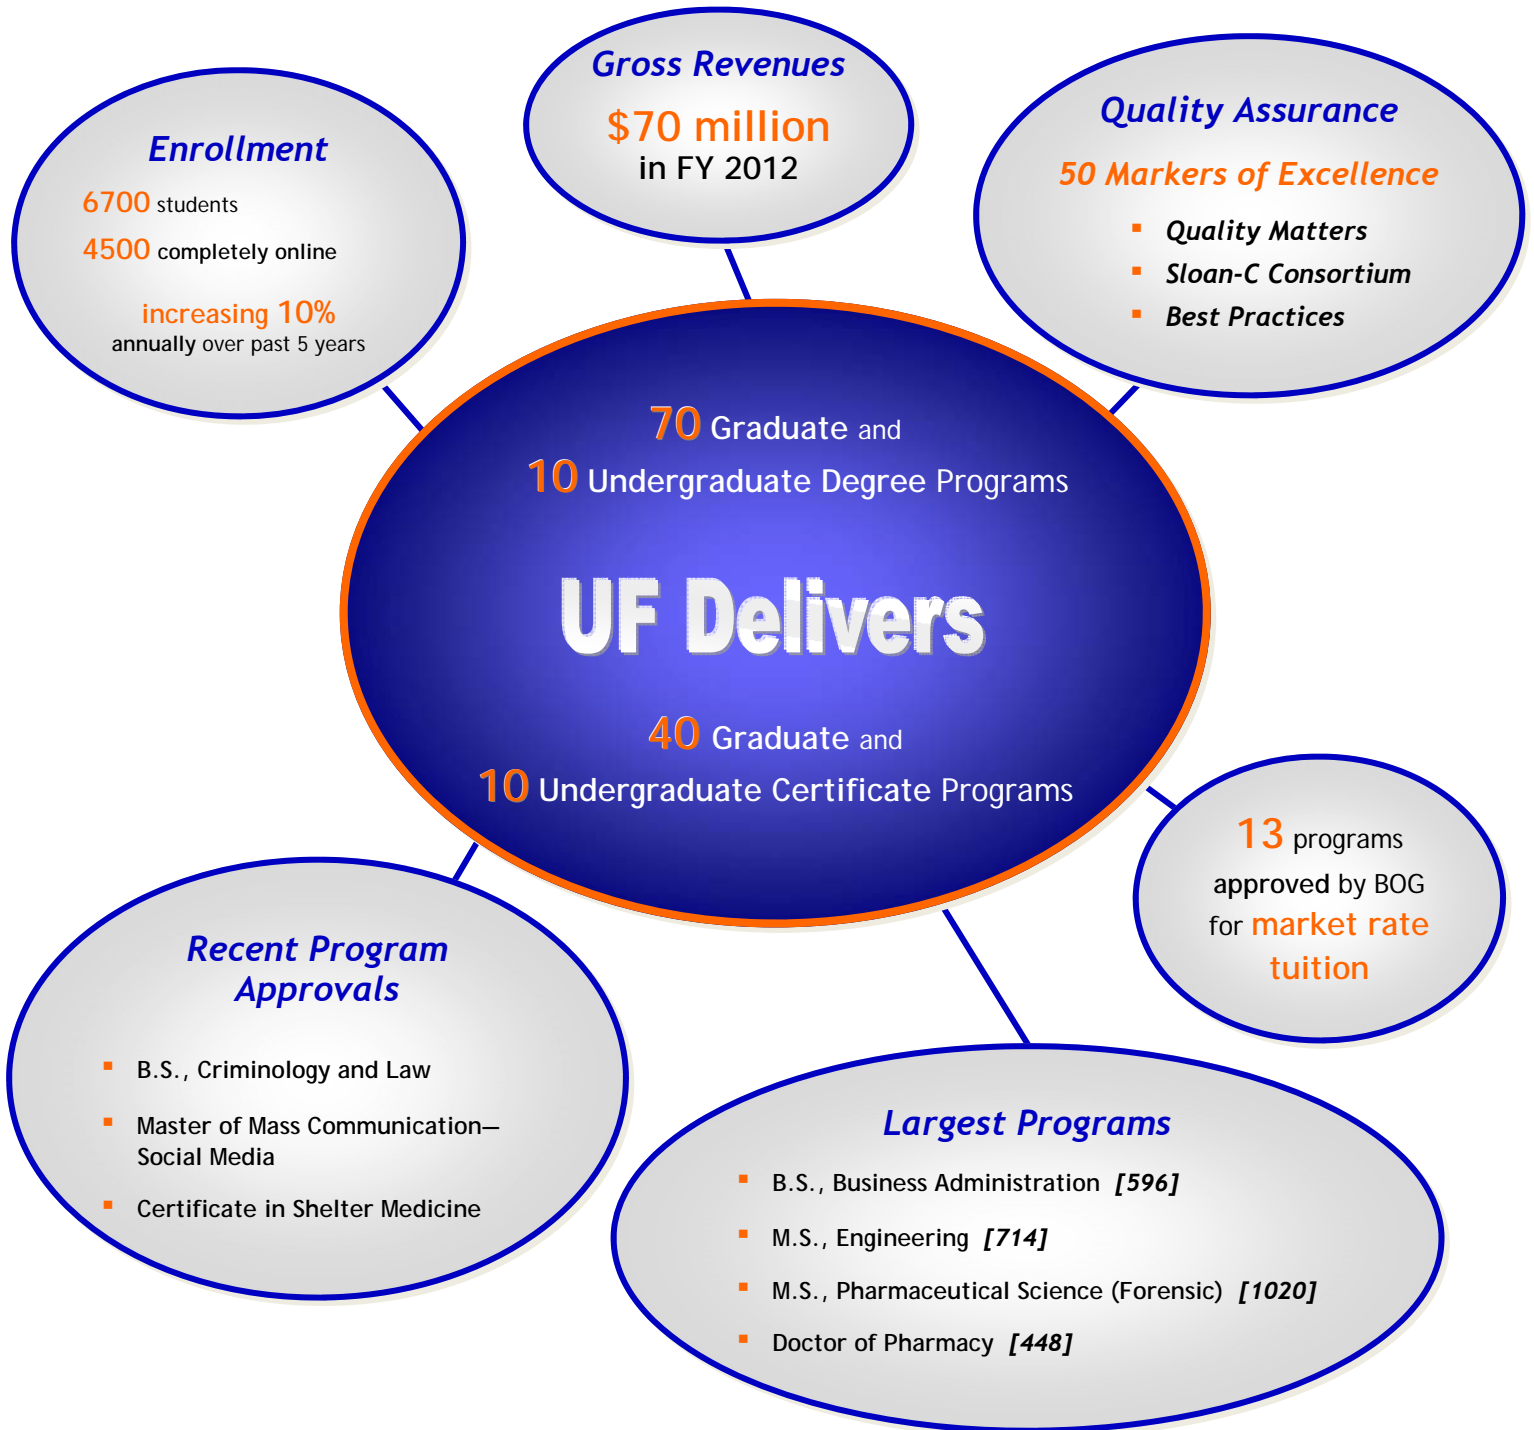 Gross Revenues
$70 million
in FY 2012
Enrollment
6700 students
4500 completely online
increasing 10%
annually over past 5 years
Quality Assurance
50 Markers of Excellence
▪ Quality Matters
▪ Sloan-C Consortium
▪ Best Practices
70 Graduate and
10 Undergraduate Degree Programs
UF Delivers
40 Graduate and
10 Undergraduate Certificate Programs
13 programs
approved by BOG
for market rate
tuition
Recent Program
Approvals
▪ B.S., Criminology and Law
▪ Master of Mass Communication—
Social Media
▪ Certificate in Shelter Medicine
Largest Programs
▪ B.S., Business Administration [596]
▪ M.S., Engineering [714]
▪ M.S., Pharmaceutical Science (Forensic) [1020]
▪ Doctor of Pharmacy [448]